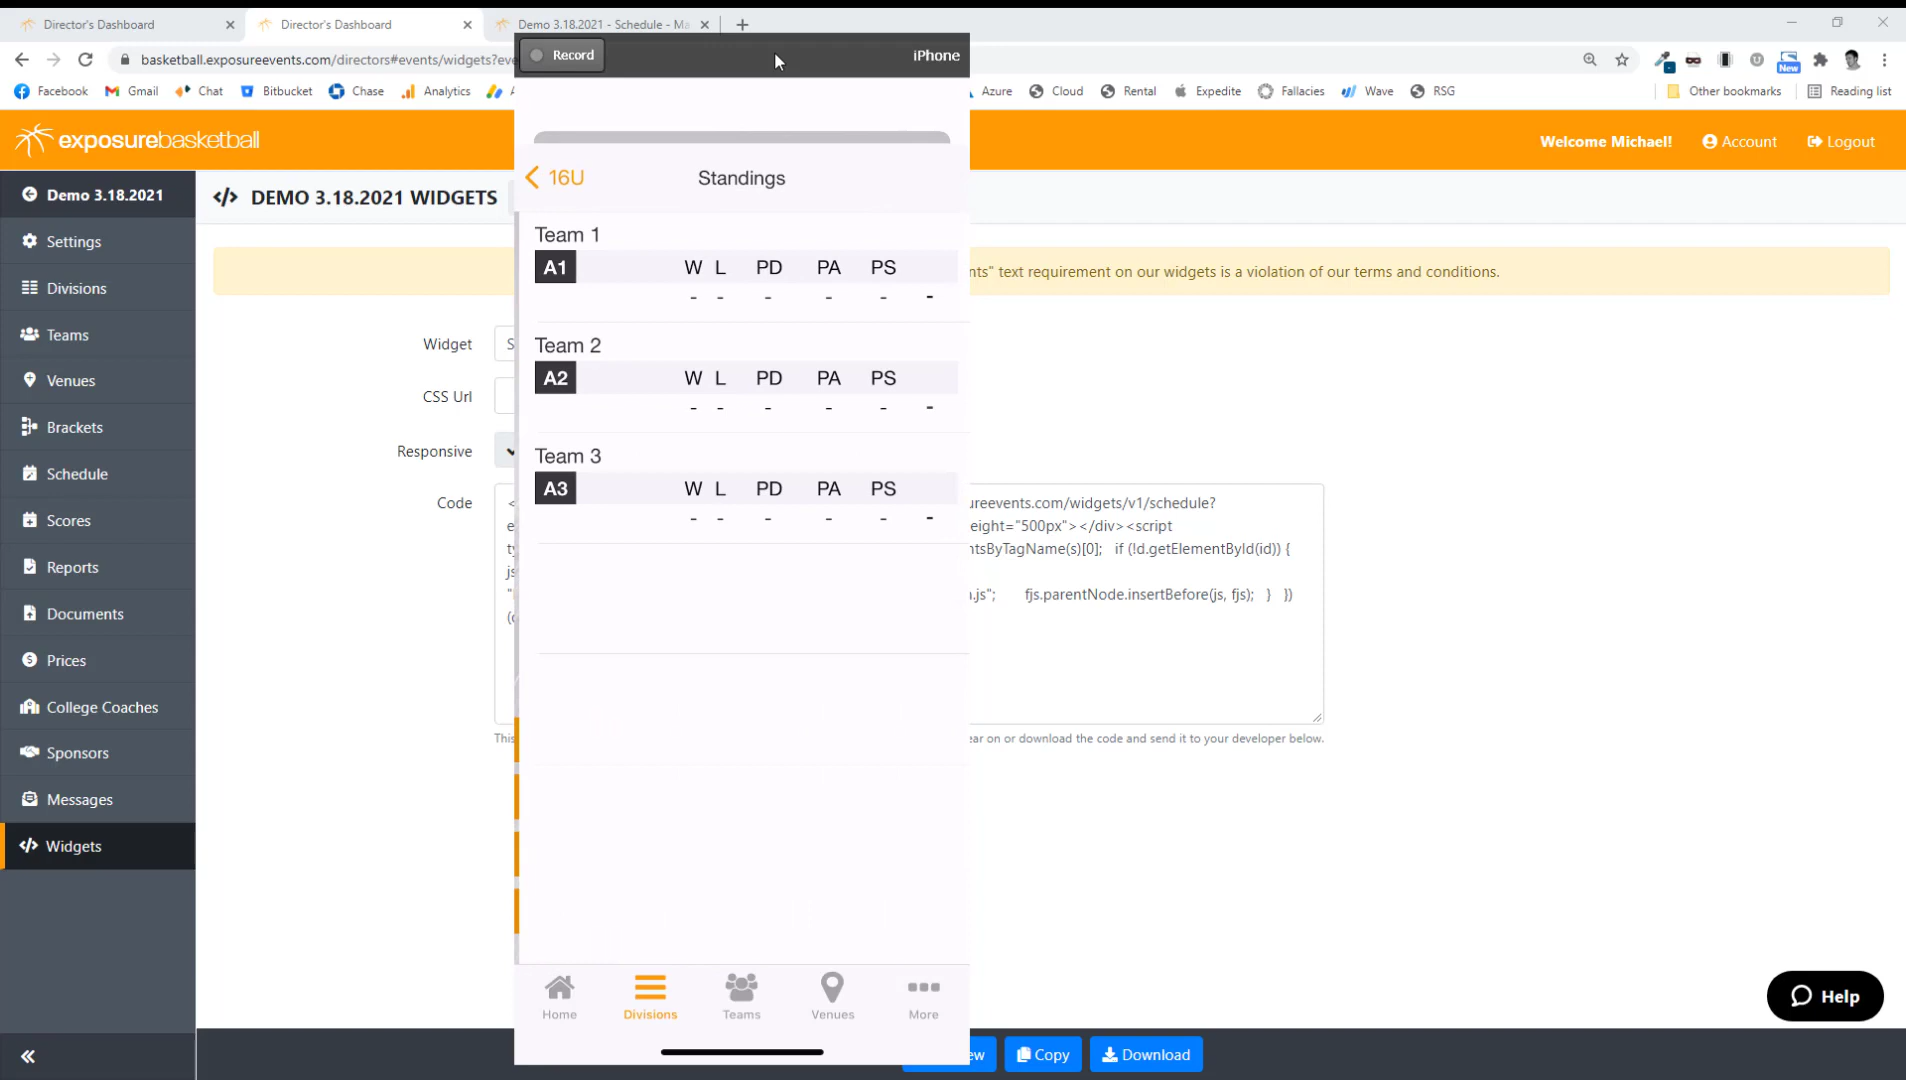 Director's Dashboard
Director's Dashboard
Demo 3.18.2021 - Schedule - Ma
basketball.exposureevents.com/directors#events/widgets?eve
New
Facebook
Gmail
Chat
Bitbucket
Chase
Analytics
Azure
Cloud
Rental
Expedite
Fallacies
Wave
RSG
Other bookmarks
Reading list
Record
iPhone
exposurebasketball
Welcome Michael!
Account
Logout
Demo 3.18.2021
Settings
Divisions
Teams
Venues
Brackets
Schedule
Scores
Reports
Documents
Prices
College Coaches
Sponsors
Messages
Widgets
DEMO 3.18.2021 WIDGETS
nts" text requirement on our widgets is a violation of our terms and conditions.
Widget
S
CSS Url
Responsive
Code
ureevents.com/widgets/v1/schedule?
eight="500px"></div><script
ty
ntsByTagName(s)[0]; if (!d.getElementById(id)) {
js
.js"; fjs.parentNode.insertBefore(js, fjs); } })
This
ear on or download the code and send it to your developer below.
16U
Standings
Team 1
A1 W L PD PA PS
- - - - - -
Team 2
A2 W L PD PA PS
- - - - - -
Team 3
A3 W L PD PA PS
- - - - - -
Home
Divisions
Teams
Venues
More
ew
Copy
Download
Help